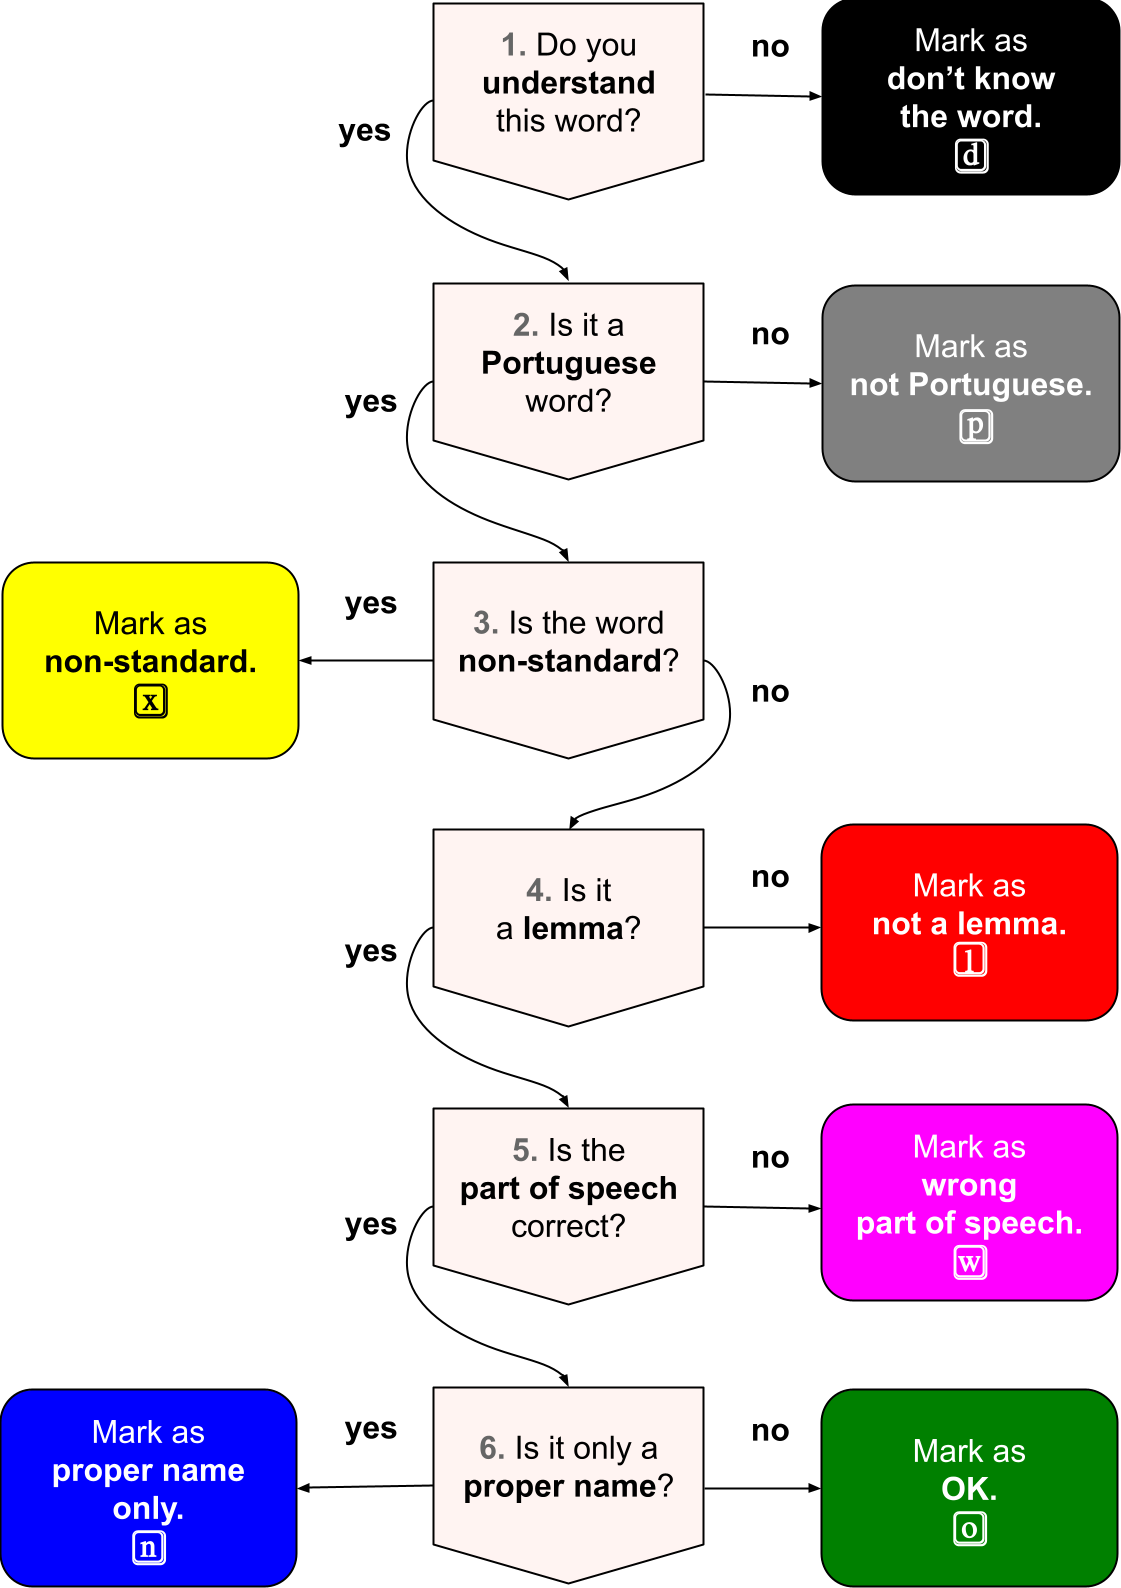 1. Do you
understand
this word?
no
yes
Mark as
don’t know
the word.
d
2. Is it a
Portuguese
word?
no
yes
Mark as
not Portuguese.
p
3. Is the word
non-standard?
yes
no
Mark as
non-standard.
x
4. Is it
a lemma?
no
yes
Mark as
not a lemma.
l
5. Is the
part of speech
correct?
no
yes
Mark as
wrong
part of speech.
w
6. Is it only a
proper name?
yes
no
Mark as
proper name
only.
n
Mark as
OK.
o